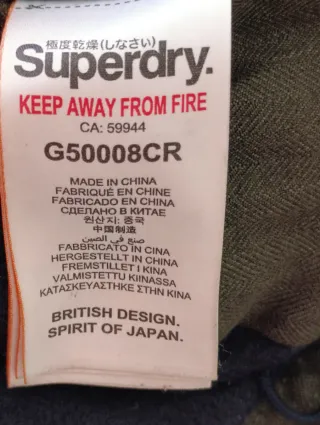 極度乾燥(しなさい)
Superdry.
KEEP AWAY FROM FIRE
CA: 59944
G50008CR
MADE IN CHINA
FABRIQUÉ EN CHINE
FABRICADO EN CHINA
СДЕЛАНО В КИТАЕ
원산지: 중국
中国制造
صنع في الصين
FABBRICATO IN CINA
HERGESTELLT IN CHINA
FREMSTILLET I KINA
VALMISTETTU KIINASSA
ΚΑΤΑΣΚΕΥΑΣΤΗΚΕ ΣΤΗΝ ΚΙΝΑ
BRITISH DESIGN.
SPIRIT OF JAPAN.